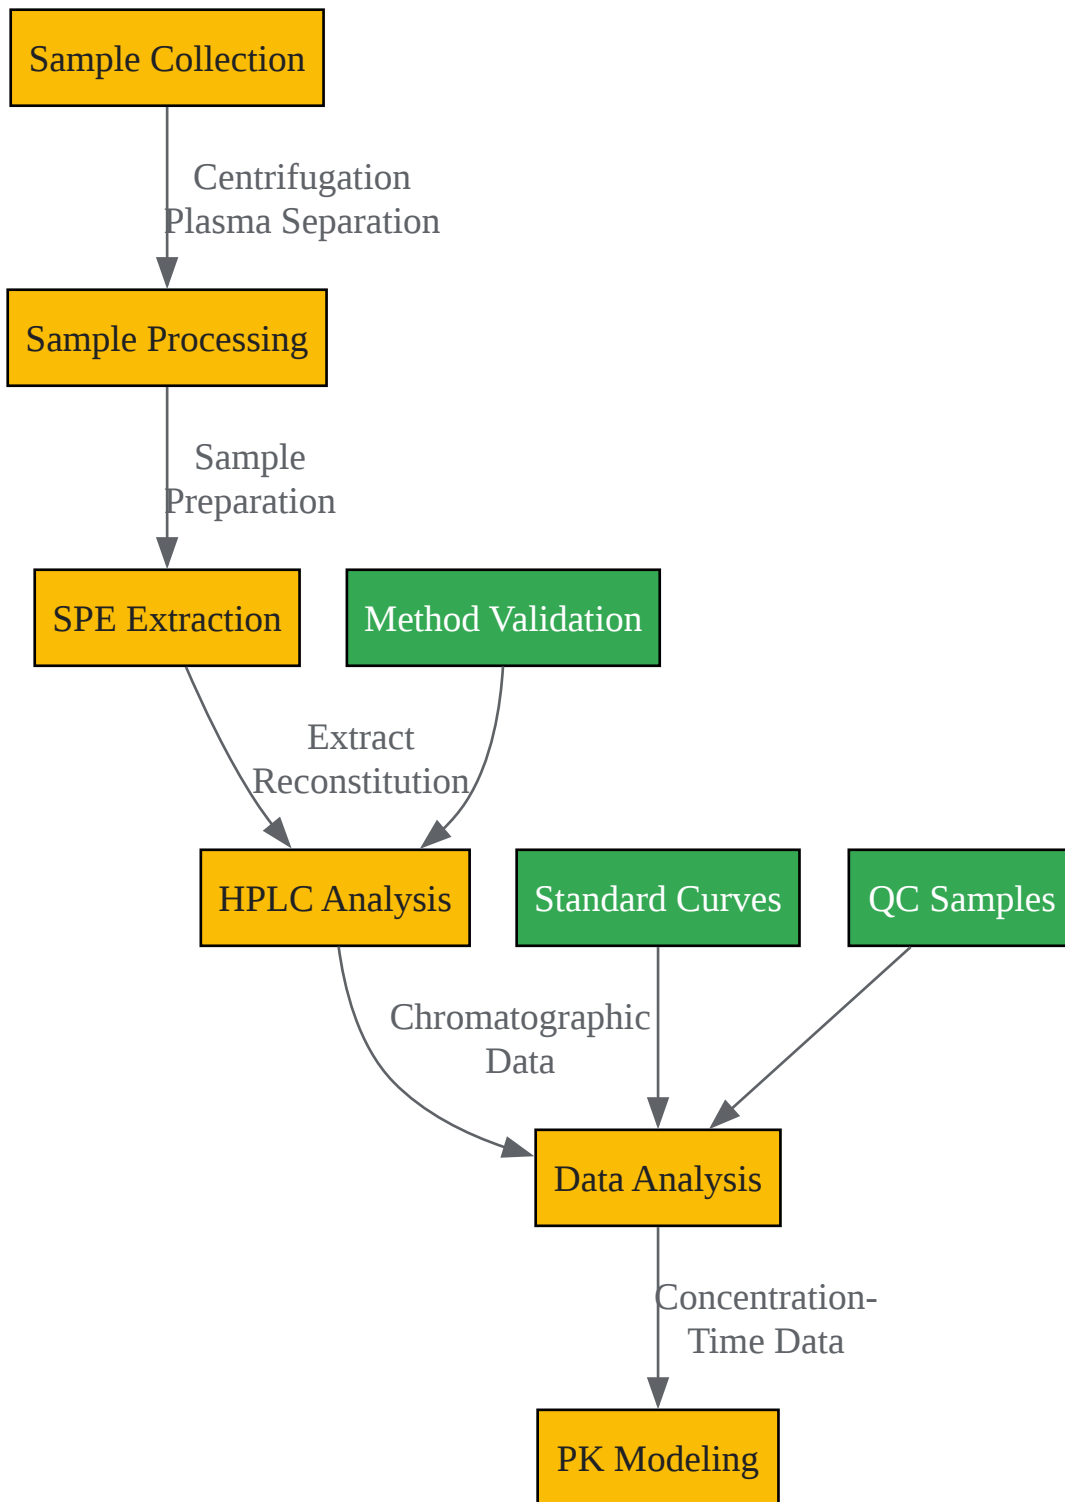 Sample Collection
Centrifugation
Plasma Separation
Sample Processing
Sample
Preparation
SPE Extraction
Method Validation
Extract
Reconstitution
HPLC Analysis
Standard Curves
QC Samples
Chromatographic
Data
Data Analysis
Concentration-
Time Data
PK Modeling